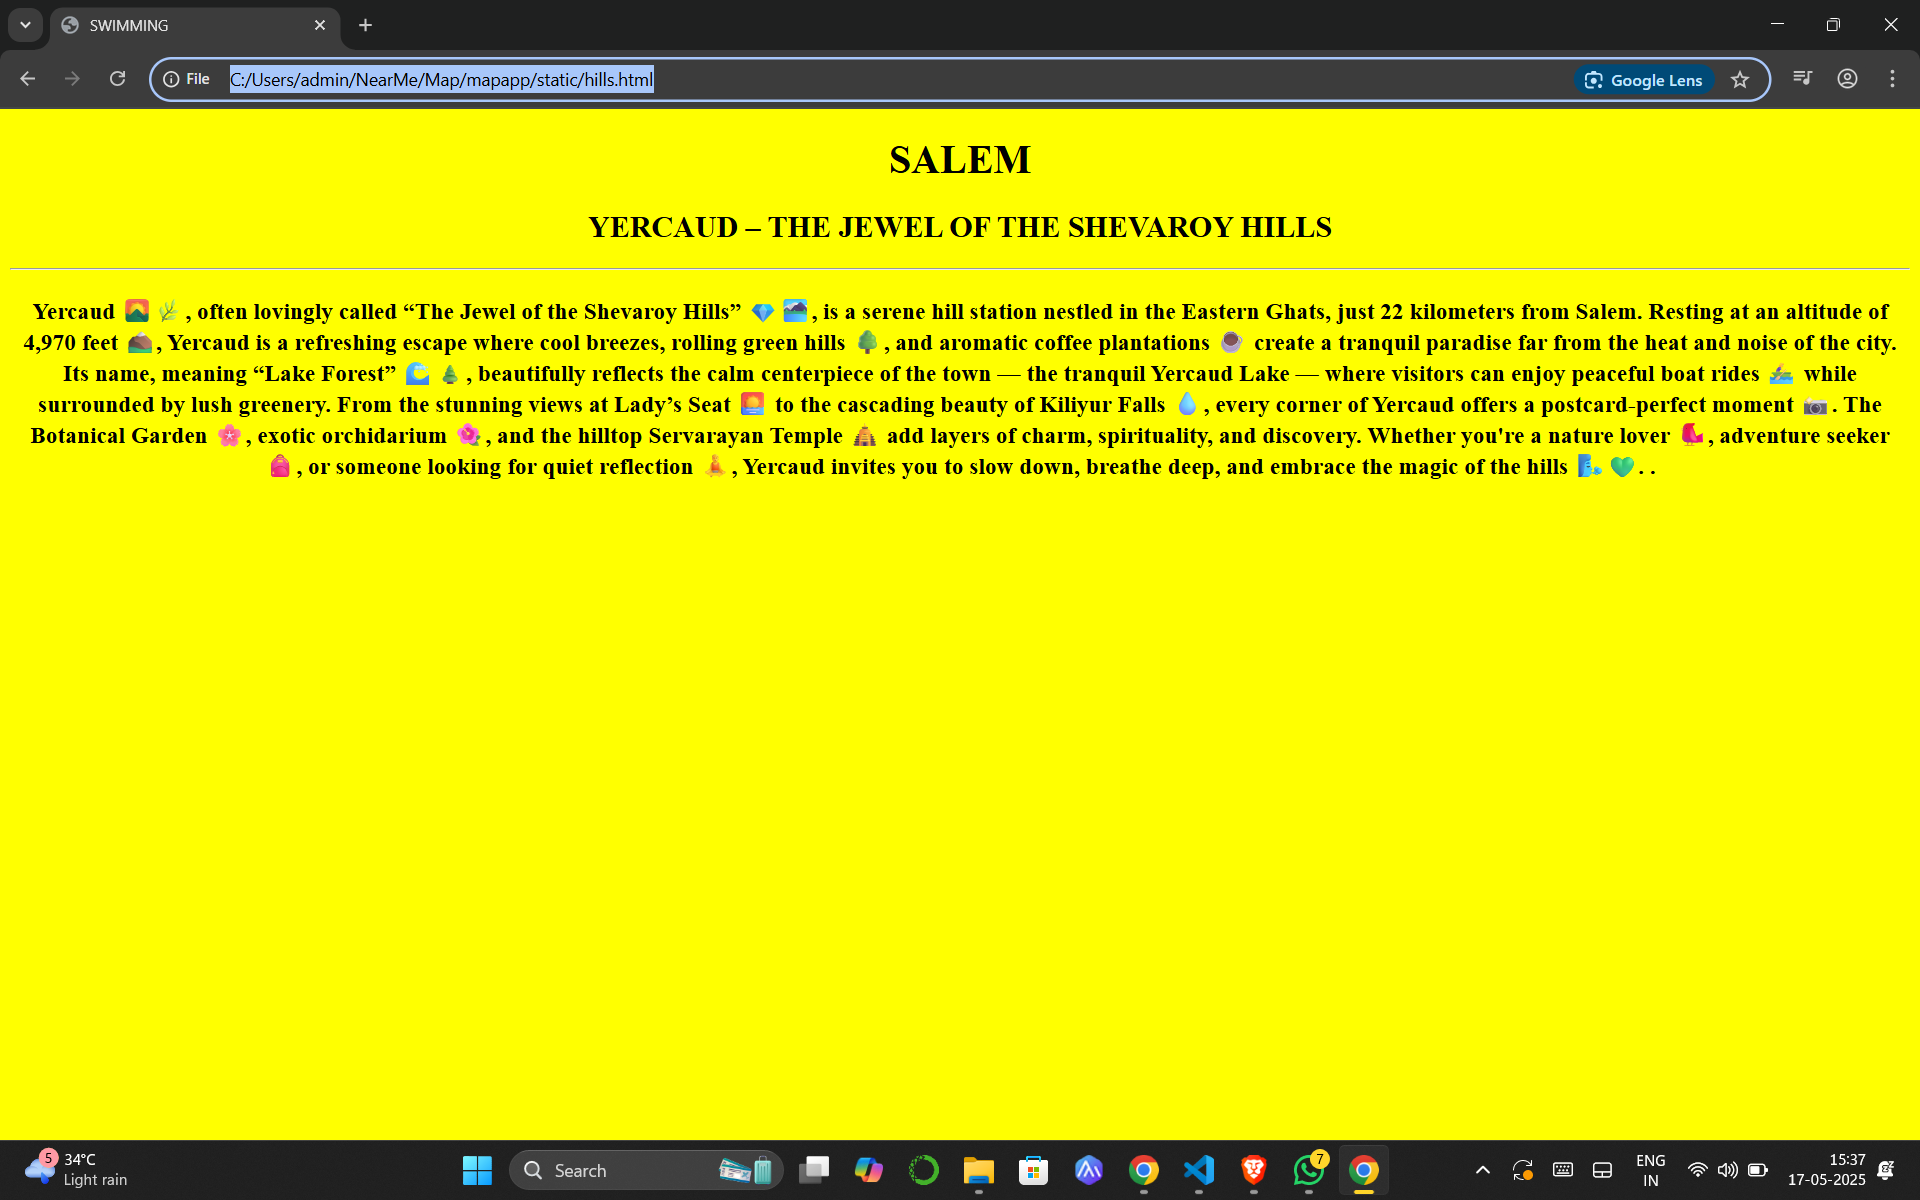 SWIMMING
File
C:/Users/admin/NearMe/Map/mapapp/static/hills.html
Google Lens
SALEM
YERCAUD – THE JEWEL OF THE SHEVAROY HILLS
Yercaud 🌄 🌿, often lovingly called “The Jewel of the Shevaroy Hills” 💎 🏞️, is a serene hill station nestled in the Eastern Ghats, just 22 kilometers from Salem. Resting at an altitude of
4,970 feet ⛰️, Yercaud is a refreshing escape where cool breezes, rolling green hills 🌳, and aromatic coffee plantations ☕ create a tranquil paradise far from the heat and noise of the city.
Its name, meaning “Lake Forest” 🌊 🌲, beautifully reflects the calm centerpiece of the town — the tranquil Yercaud Lake — where visitors can enjoy peaceful boat rides 🚣 while
surrounded by lush greenery. From the stunning views at Lady’s Seat 🌅 to the cascading beauty of Kiliyur Falls 💧, every corner of Yercaud offers a postcard-perfect moment 📷. The
Botanical Garden 🌸, exotic orchidarium 🌺, and the hilltop Servarayan Temple 🛕 add layers of charm, spirituality, and discovery. Whether you're a nature lover 🐦, adventure seeker
🎒, or someone looking for quiet reflection 🧘, Yercaud invites you to slow down, breathe deep, and embrace the magic of the hills 🌬️ 💚. .
5
34°C
Light rain
Search
7
ENG
IN
15:37
17-05-2025